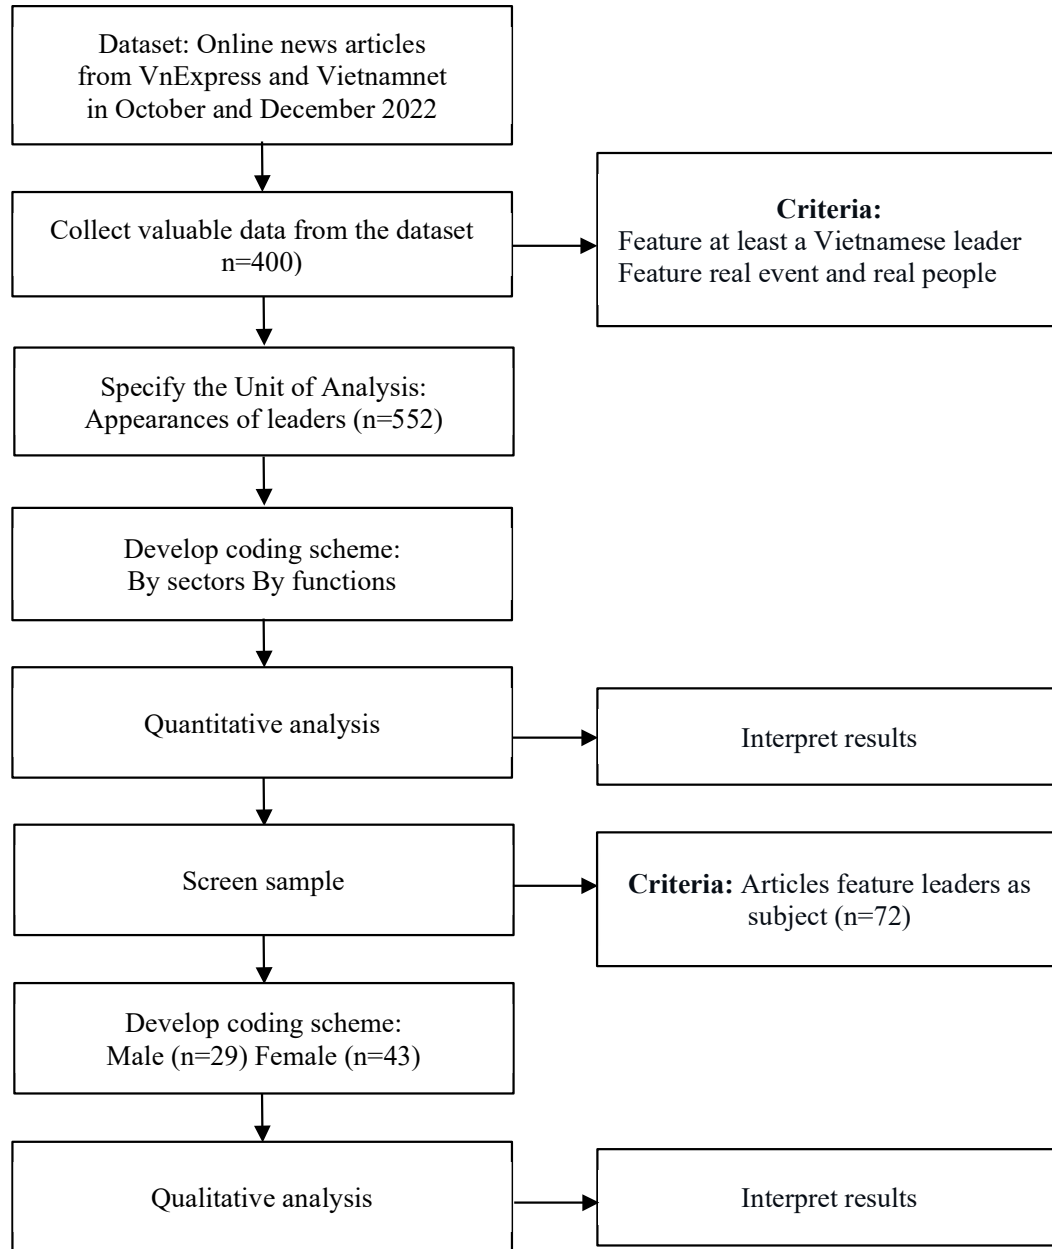 Dataset: Online news articles
from VnExpress and Vietnamnet
in October and December 2022
Collect valuable data from the dataset
n=400)
Criteria:
Feature at least a Vietnamese leader
Feature real event and real people
Specify the Unit of Analysis:
Appearances of leaders (n=552)
Develop coding scheme:
By sectors By functions
Quantitative analysis
Interpret results
Screen sample
Criteria: Articles feature leaders as
subject (n=72)
Develop coding scheme:
Male (n=29) Female (n=43)
Qualitative analysis
Interpret results